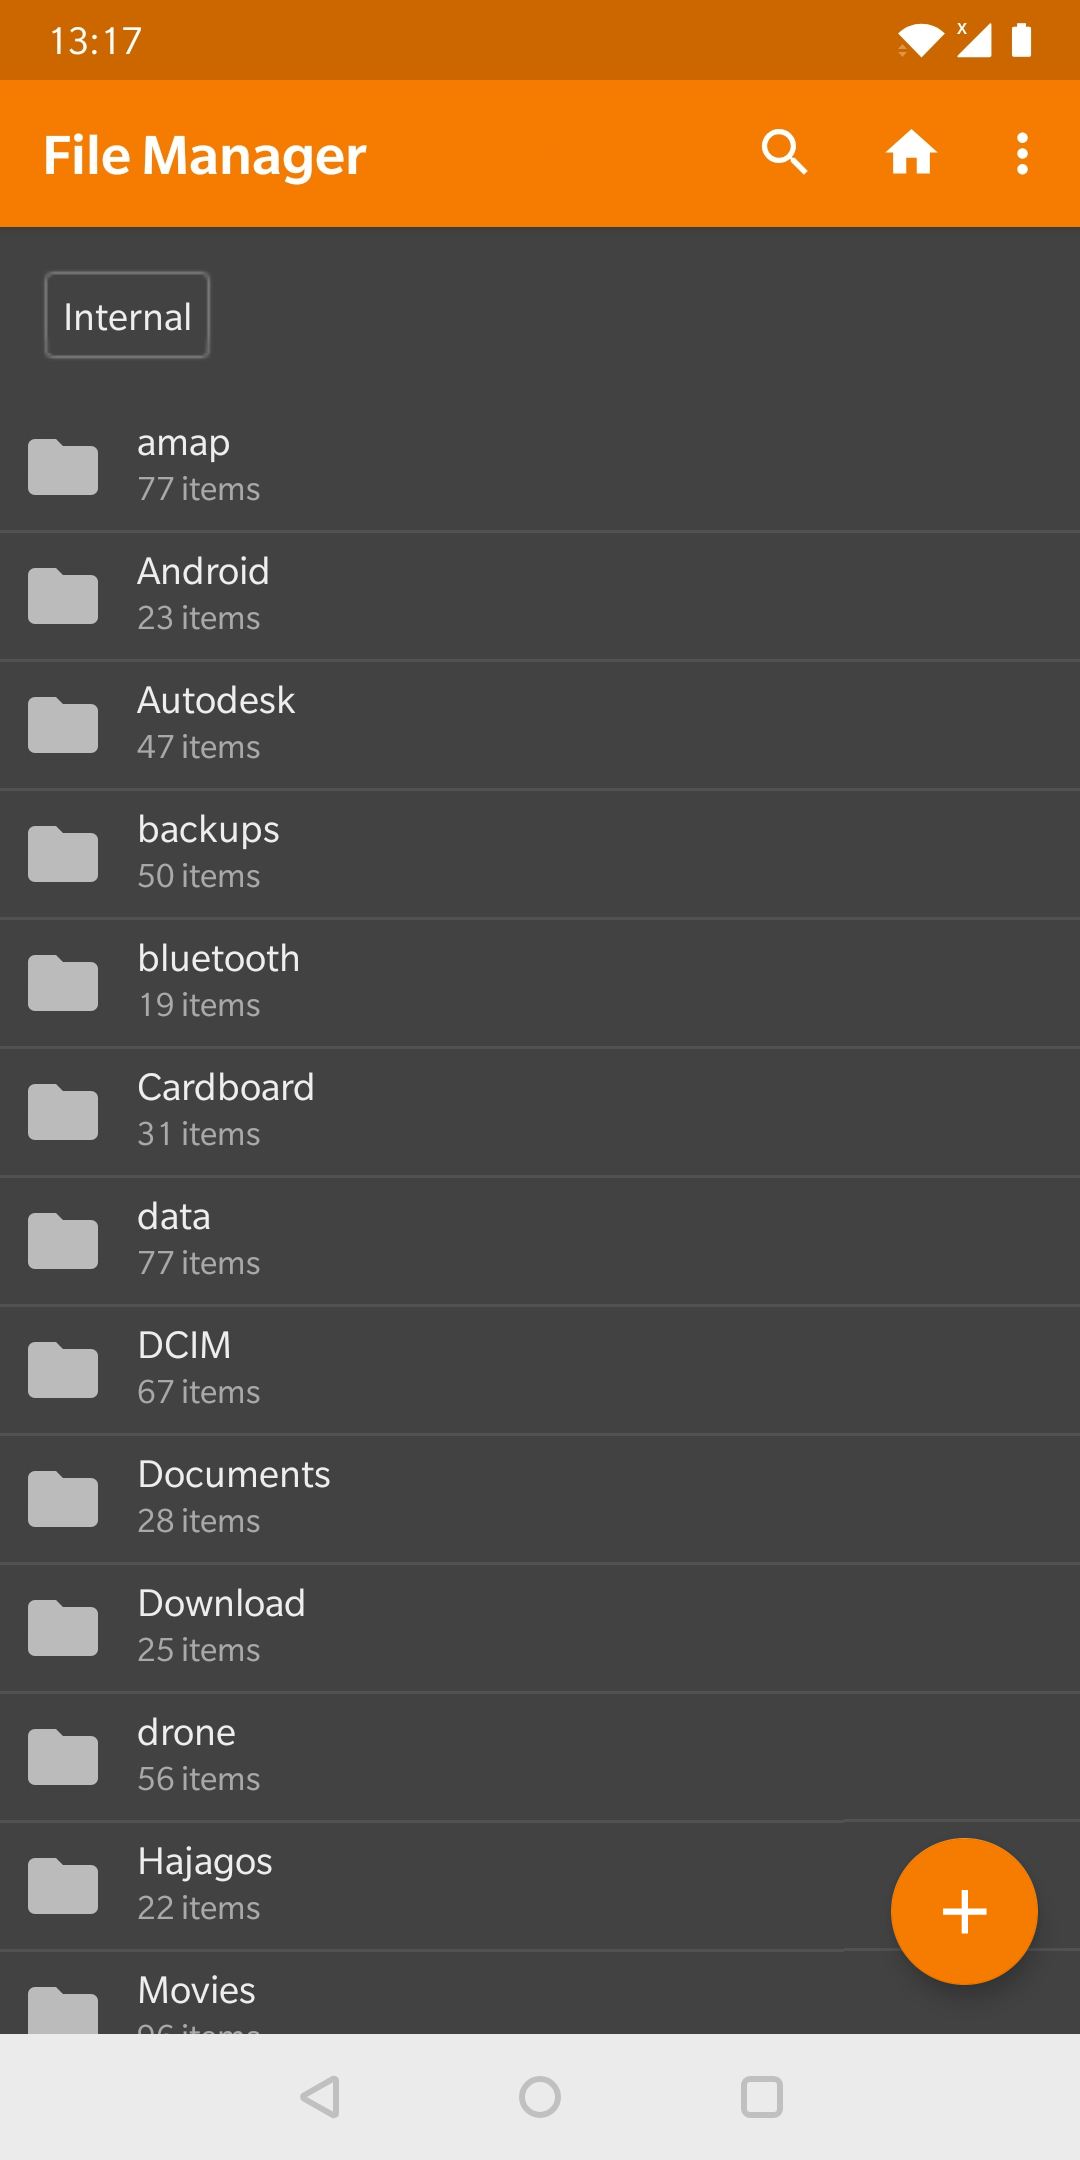 13:17
File Manager
Internal
amap
77 items
Android
23 items
Autodesk
47 items
backups
50 items
bluetooth
19 items
Cardboard
31 items
data
77 items
DCIM
67 items
Documents
28 items
Download
25 items
drone
56 items
Hajagos
22 items
Movies